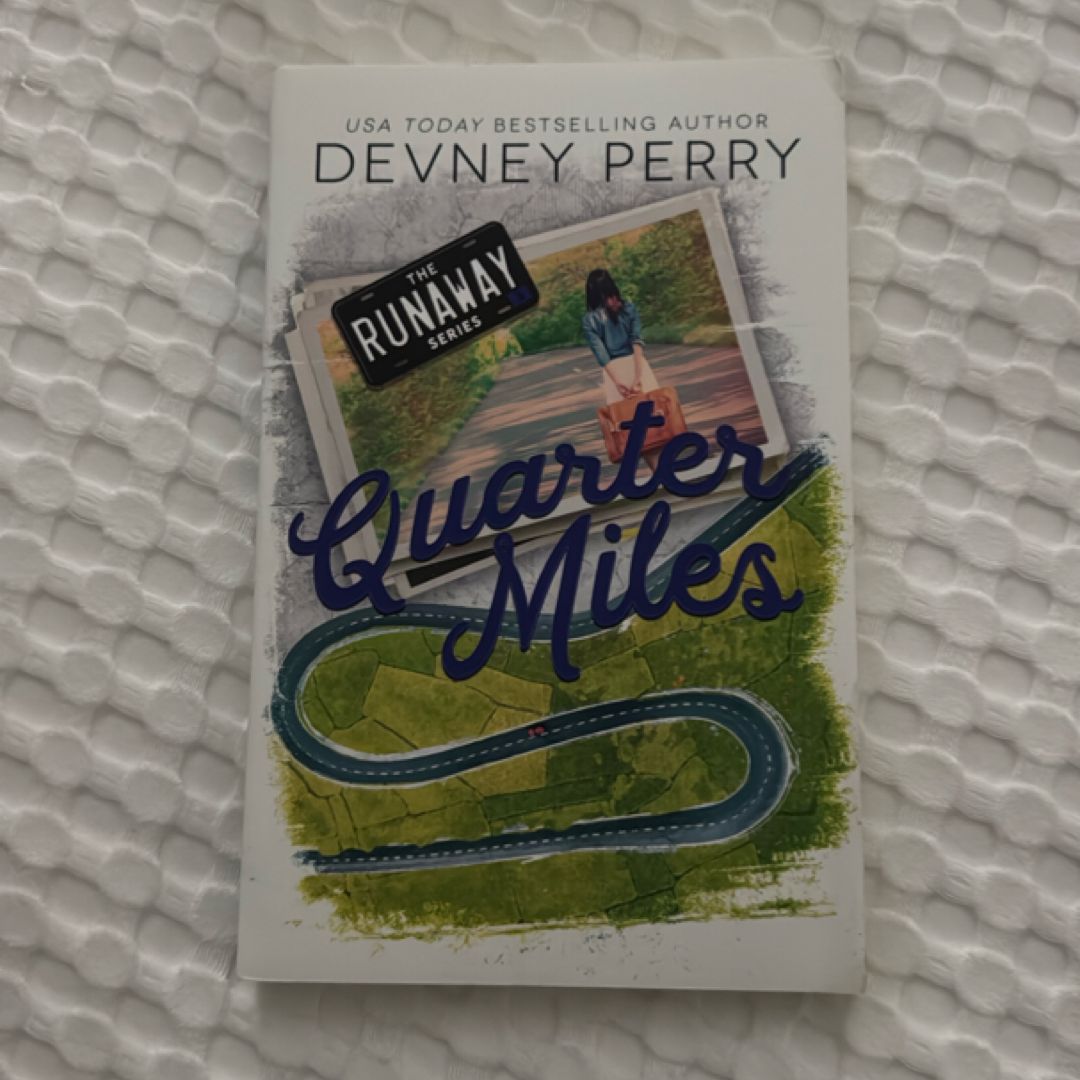 USA TODAY BESTSELLING AUTHOR
DEVNEY PERRY
THE
RUNAWAY
SERIES
Quarter
Miles